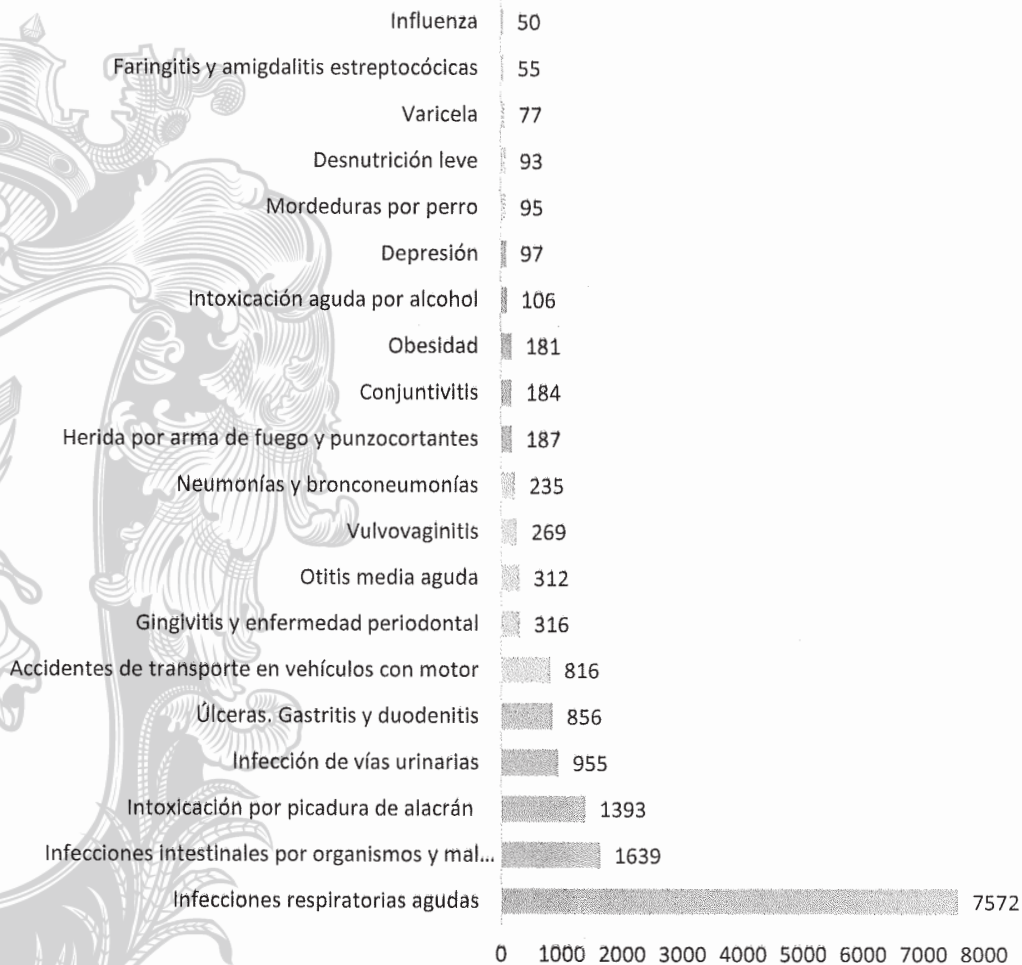 Influenza 50
Faringitis y amigdalitis estreptocócicas 55
Varicela 77
Desnutrición leve 93
Mordeduras por perro 95
Depresión 97
Intoxicación aguda por alcohol 106
Obesidad 181
Conjuntivitis 184
Herida por arma de fuego y punzocortantes 187
Neumonías y bronconeumonías 235
Vulvovaginitis 269
Otitis media aguda 312
Gingivitis y enfermedad periodontal 316
Accidentes de transporte en vehículos con motor 816
Úlceras. Gastritis y duodenitis 856
Infección de vías urinarias 955
Intoxicación por picadura de alacrán 1393
Infecciones intestinales por organismos y mal... 1639
Infecciones respiratorias agudas 7572
0 1000 2000 3000 4000 5000 6000 7000 8000